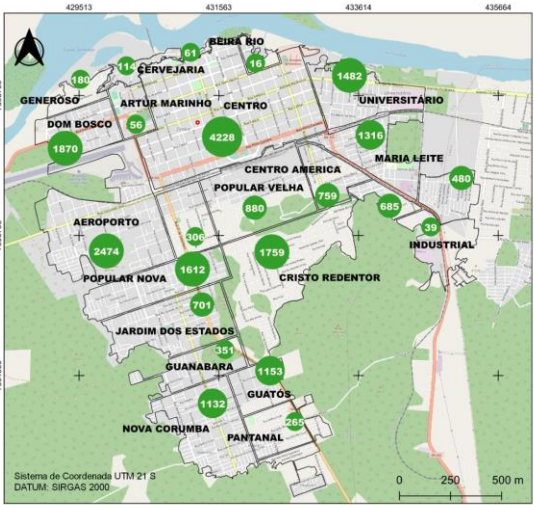 429513 431563 433614 435664
BEIRA RIO
61
114
16
CERVEJARIA
1482
180
GENEROSO
ARTUR MARINHO
CENTRO
UNIVERSITÁRIO
DOM BOSCO
56
4228
1316
1870
MARIA LEITE
CENTRO AMERICA
480
POPULAR VELHA
759
880
685
AEROPORTO
306
39
2474
1759
INDUSTRIAL
1612
POPULAR NOVA
CRISTO REDENTOR
701
JARDIM DOS ESTADOS
351
GUANABARA
1153
GUATÓS
1132
265
NOVA CORUMBA
PANTANAL
Sistema de Coordenada UTM 21 S
DATUM: SIRGAS 2000
0 250 500 m